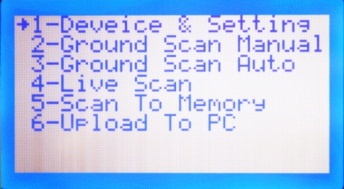 →1-Deveice & Setting
2-Ground Scan Manual
3-Ground Scan Auto
4-Live Scan
5-Scan To Memory
6-Upload To PC